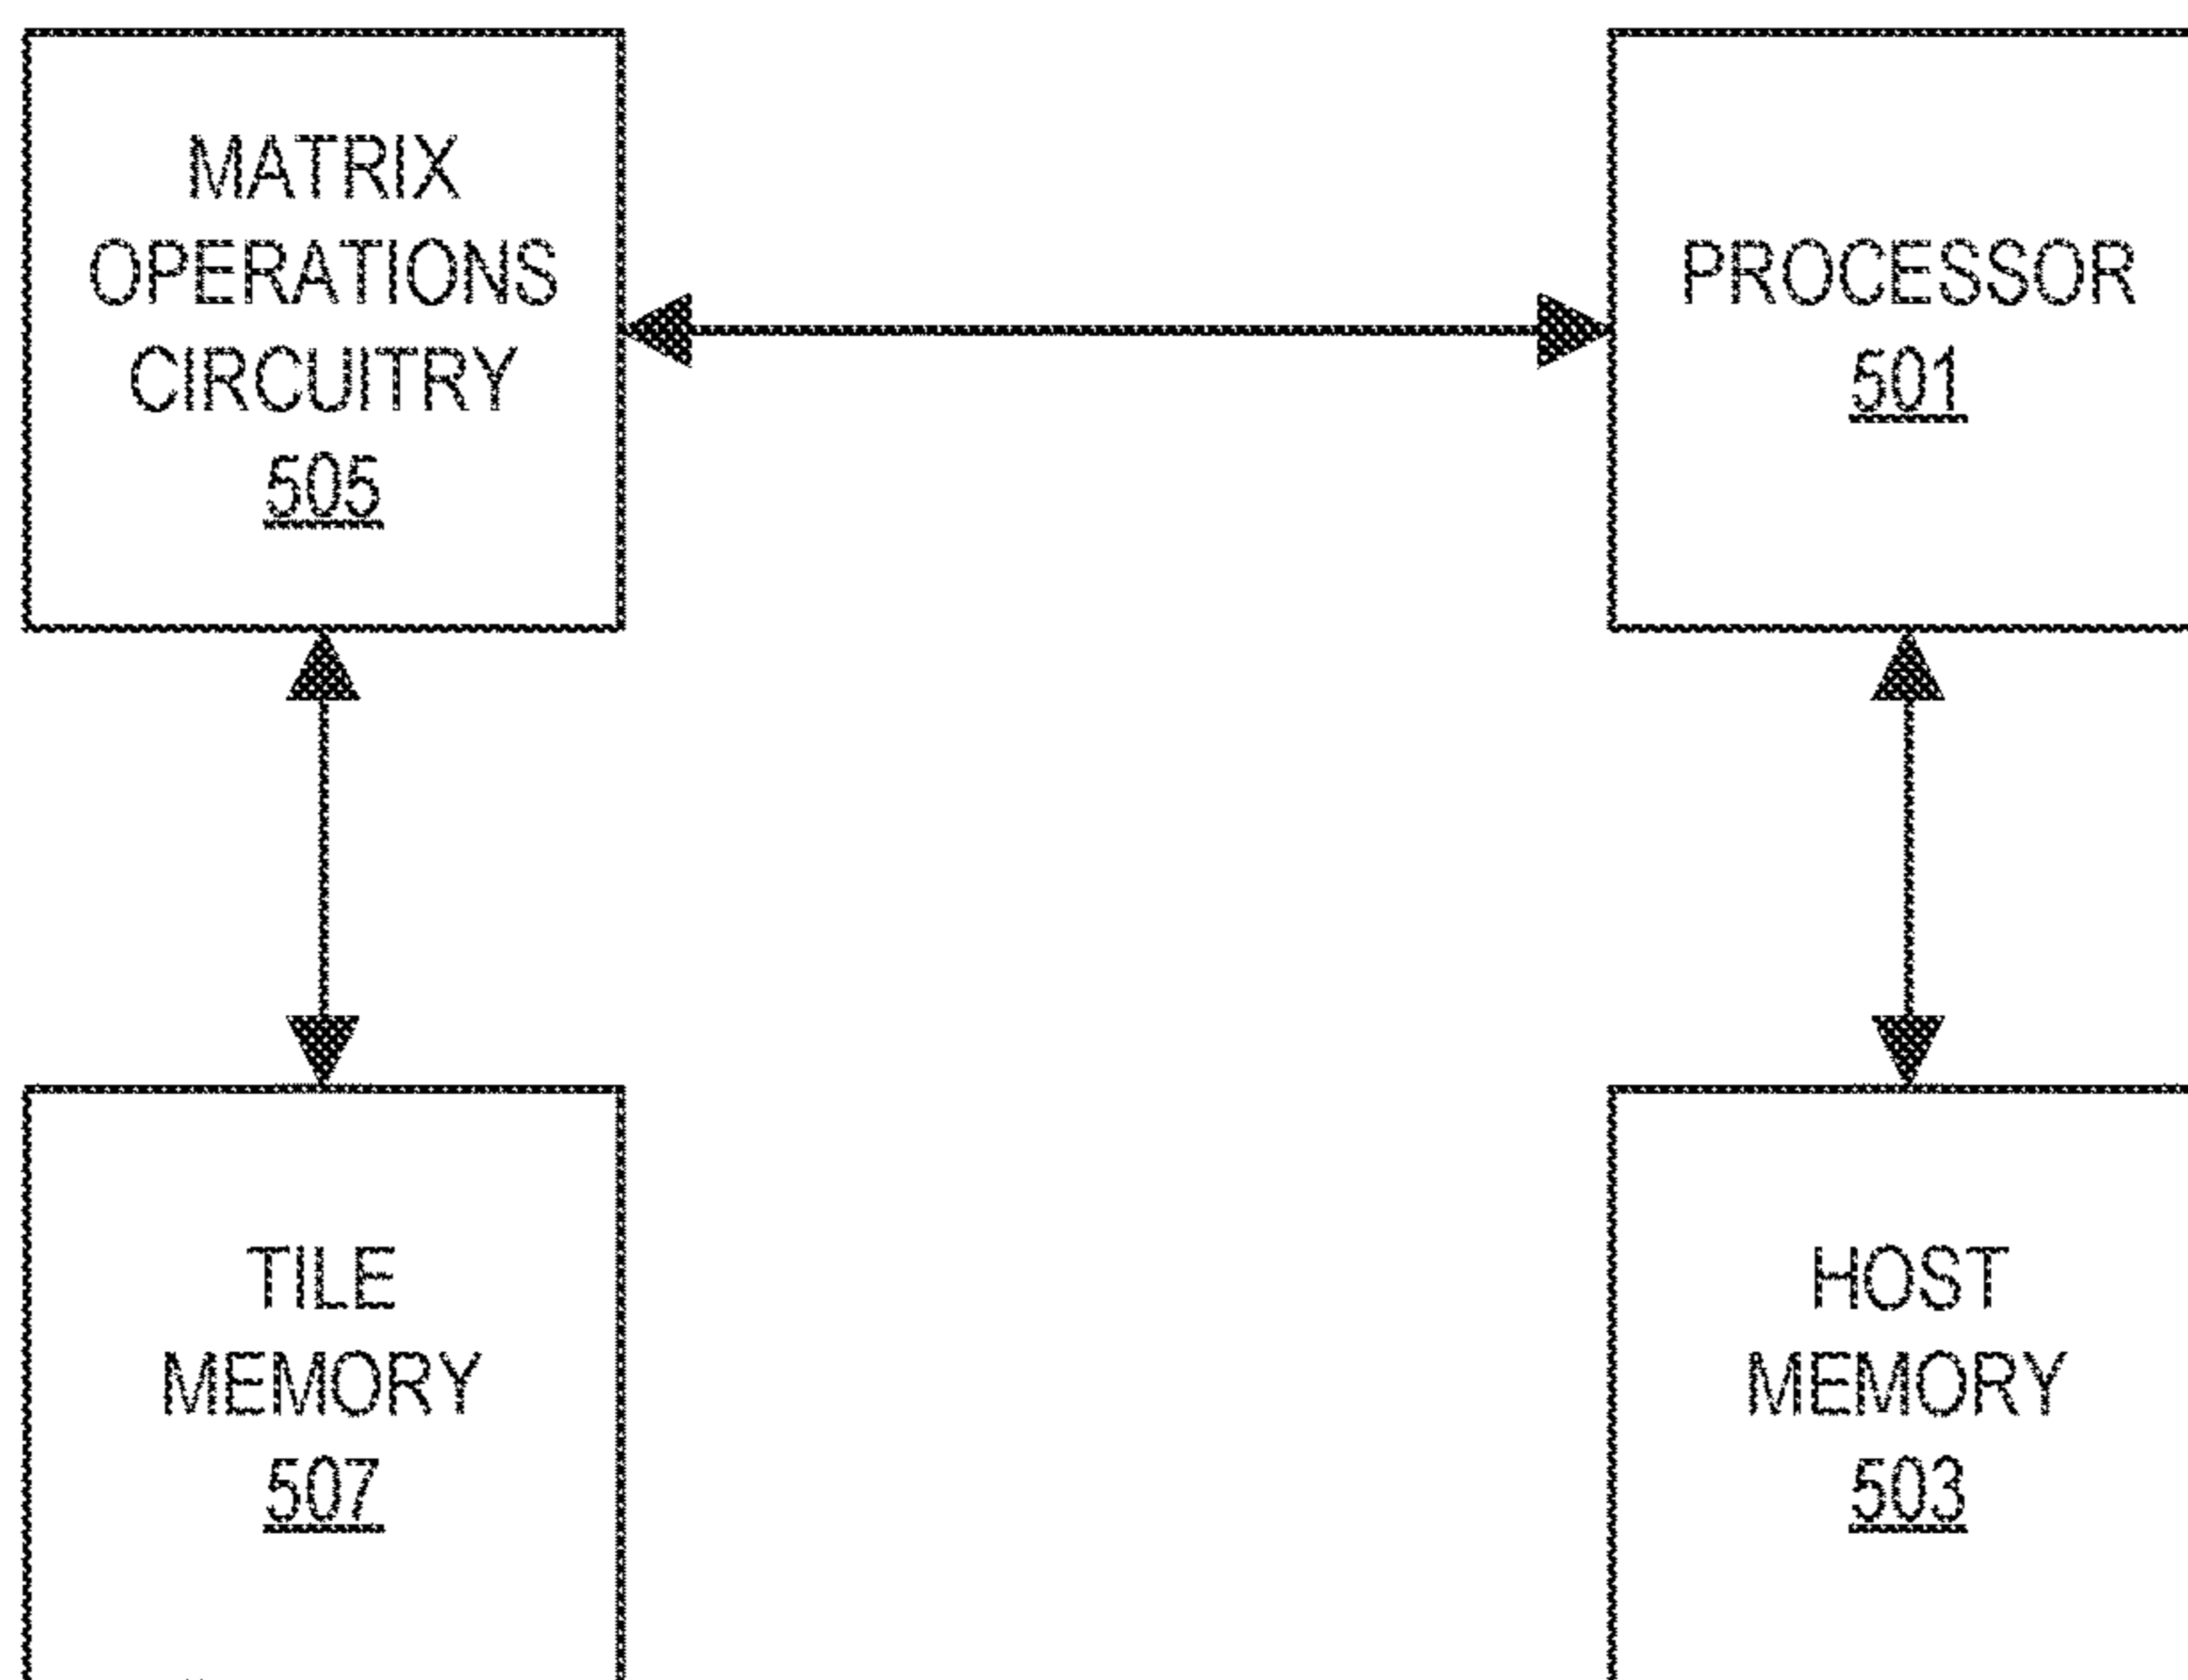 MATRIX
OPERATIONS
CIRCUITRY
505
PROCESSOR
501
TILE
MEMORY
507
HOST
MEMORY
503